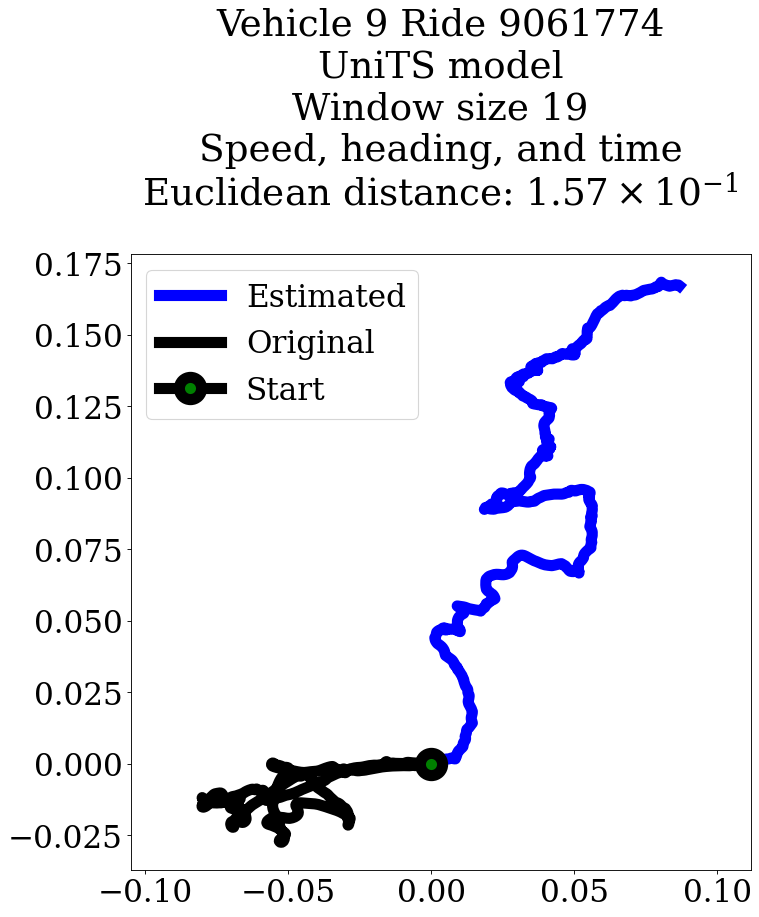 Vehicle 9 Ride 9061774
UniTS model
Window size 19
Speed, heading, and time
Euclidean distance: 1.57 × 10⁻¹
0.175
0.150
0.125
0.100
0.075
0.050
0.025
0.000
−0.025
Estimated
Original
Start
−0.10
−0.05
0.00
0.05
0.10